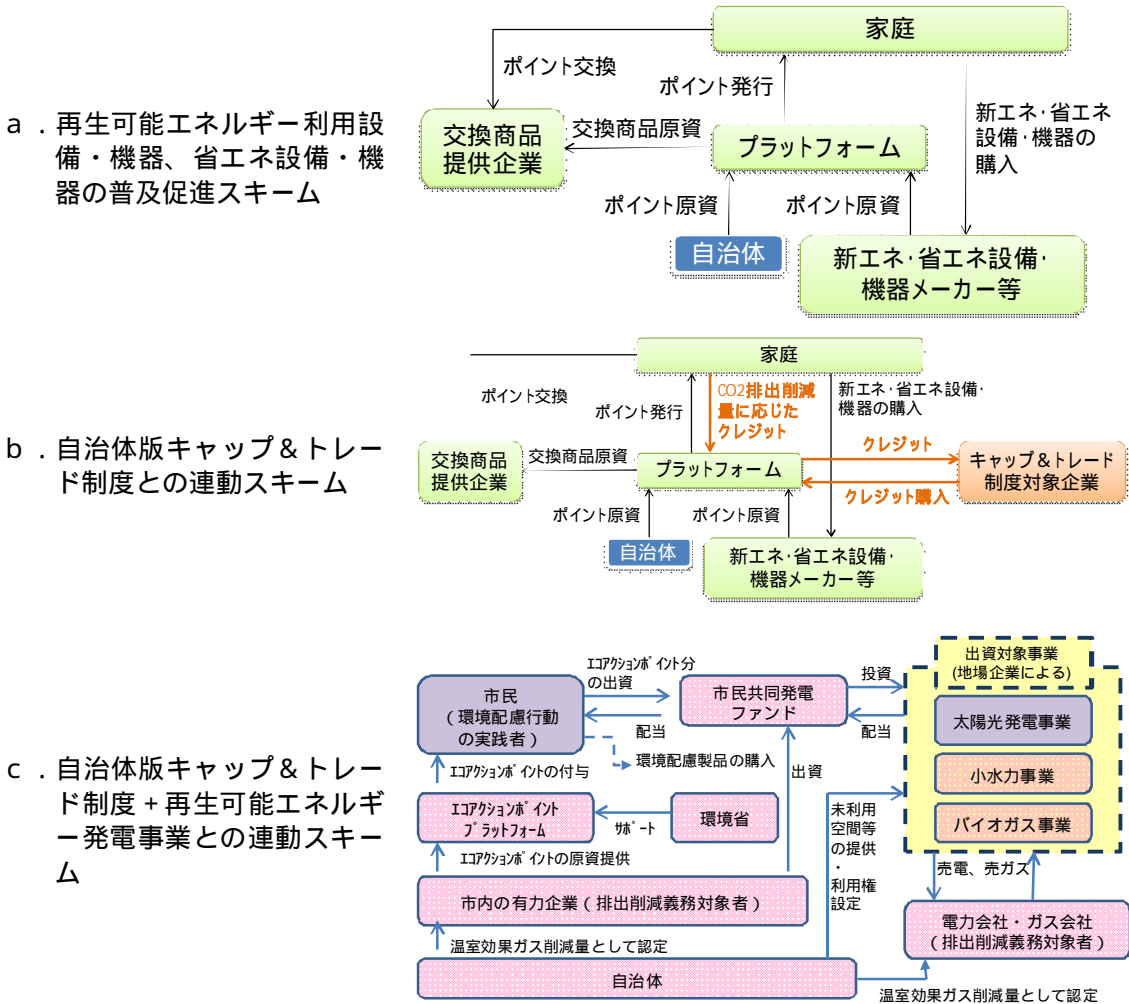 a．再生可能エネルギー利用設
備・機器、省エネ設備・機
器の普及促進スキーム
家庭
ポイント交換
ポイント発行
新エネ・省エネ
設備・機器の
購入
交換商品
提供企業
交換商品原資
プラットフォーム
ポイント原資
ポイント原資
自治体
新エネ・省エネ設備・
機器メーカー等
b．自治体版キャップ＆トレー
ド制度との連動スキーム
家庭
ポイント交換
ポイント発行
CO2排出削減
量に応じた
クレジット
新エネ・省エネ設備・
機器の購入
交換商品
提供企業
交換商品原資
プラットフォーム
クレジット
クレジット購入
キャップ＆トレード
制度対象企業
ポイント原資
ポイント原資
自治体
新エネ・省エネ設備・
機器メーカー等
c．自治体版キャップ＆トレー
ド制度＋再生可能エネルギ
ー発電事業との連動スキー
ム
市民
（環境配慮行動
の実践者）
ｴｺｱｸｼｮﾝﾎﾟｲﾝﾄ分
の出資
配当
環境配慮製品の購入
市民共同発電
ファンド
投資
配当
出資対象事業
(地場企業による)
太陽光発電事業
小水力事業
バイオガス事業
ｴｺｱｸｼｮﾝﾎﾟｲﾝﾄの付与
ｴｺｱｸｼｮﾝﾎﾟｲﾝﾄ
ﾌﾟﾗｯﾄﾌｫｰﾑ
ｻﾎﾟｰﾄ
環境省
出資
未利用
空間等
の提供
・
利用権
設定
ｴｺｱｸｼｮﾝﾎﾟｲﾝﾄの原資提供
市内の有力企業（排出削減義務対象者）
売電、売ガス
電力会社・ガス会社
（排出削減義務対象者）
温室効果ガス削減量として認定
自治体
温室効果ガス削減量として認定